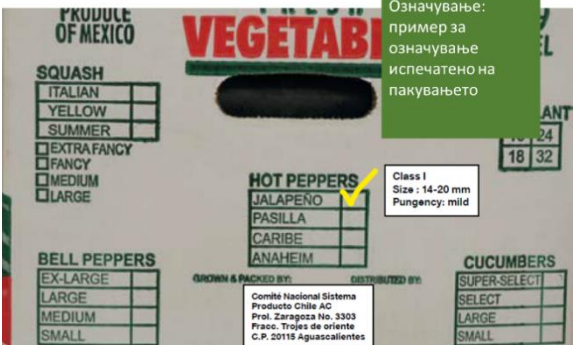 PRODUCE
OF MEXICO
VEGETAB
Означување:
пример за
означување
испечатено на
пакувањето
SQUASH
ITALIAN
YELLOW
SUMMER
EXTRA FANCY
FANCY
MEDIUM
LARGE
ANT
24
18 32
HOT PEPPERS
JALAPEÑO
PASILLA
CARIBE
ANAHEIM
Class I
Size : 14-20 mm
Pungency: mild
BELL PEPPERS
EX-LARGE
LARGE
MEDIUM
SMALL
GROWN & PACKED BY:
DISTRIBUTED BY:
Comité Nacional Sistema
Producto Chile AC
Prol. Zaragoza No. 3303
Fracc. Trojes de oriente
C.P. 20115 Aguascalientes
CUCUMBERS
SUPER-SELECT
SELECT
LARGE
SMALL